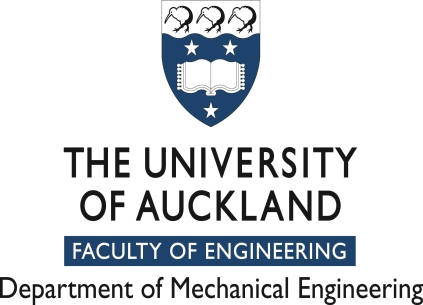 THE UNIVERSITY
OF AUCKLAND
FACULTY OF ENGINEERING
Department of Mechanical Engineering